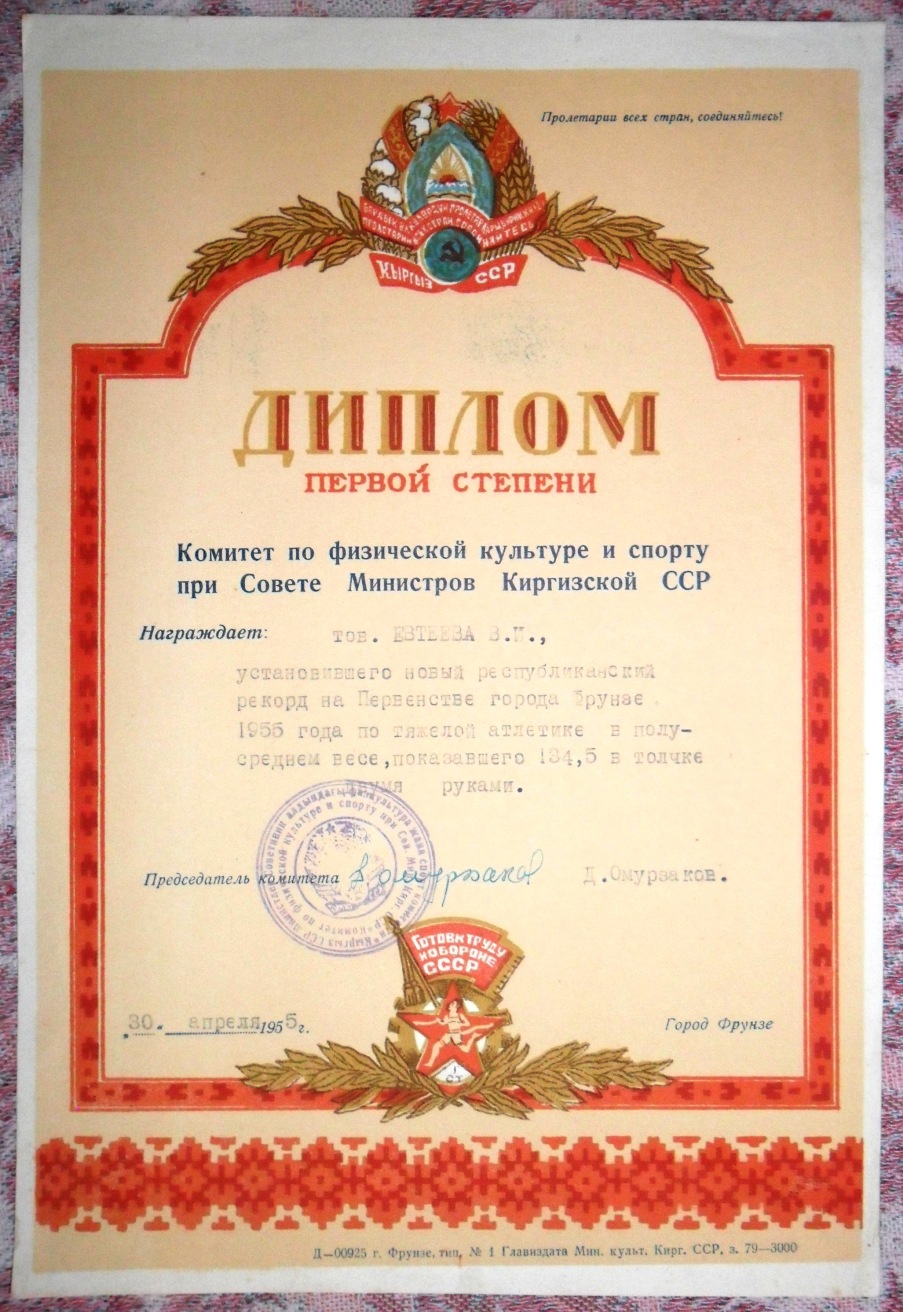 Пролетарии всех стран, соединяйтесь!
КЫРГЫЗ ССР
ДИПЛОМ
ПЕРВОЙ СТЕПЕНИ
Комитет по физической культуре и спорту
при Совете Министров Киргизской ССР
Награждает: тов. ЕВТЕЕВА В.И.,
установившего новый республиканский
рекорд на Первенстве города Фрунзе
1955 года по тяжелой атлетике в полу-
среднем весе,показавшего 134,5 в толчке
двумя руками.
Председатель комитета Д.Омурзаков.
ГОТОВ К ТРУДУ
И ОБОРОНЕ
СССР
„30" апреля 1955 г. Город Фрунзе
I
СТ
Д—00925 г. Фрунзе, тип. № 1 Главиздата Мин. культ. Кирг. ССР, з. 79—3000